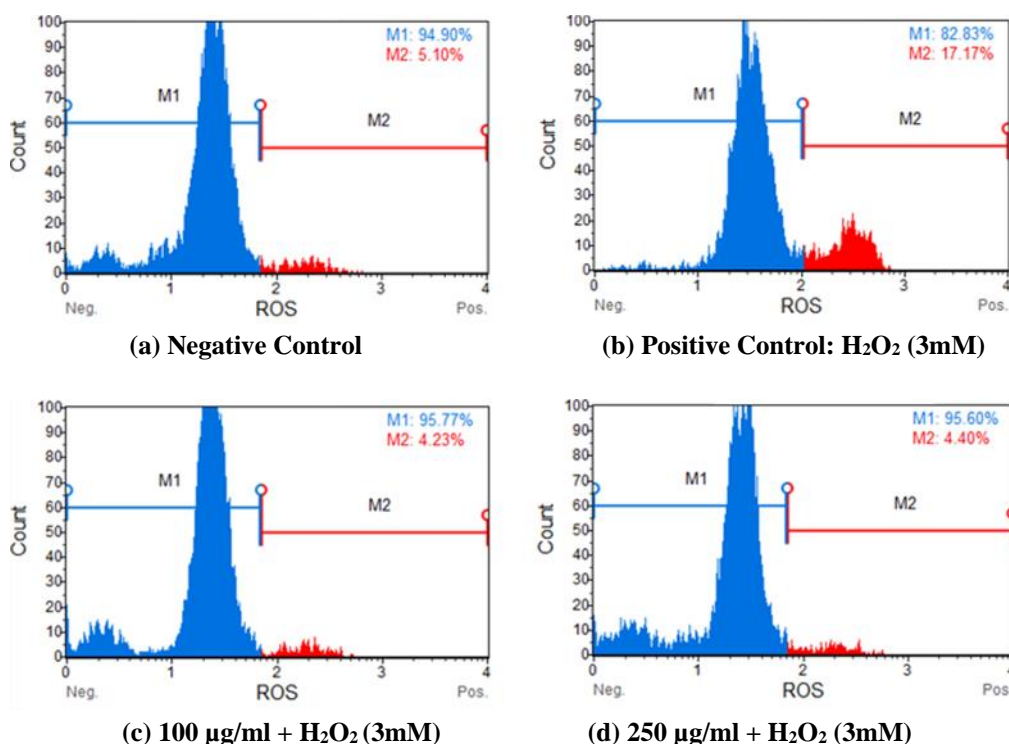 100
90
80
70
60
50
40
30
20
10
0
Count
M1: 94.90%
M2: 5.10%
M1
M2
0 1 2 3 4
Neg. ROS Pos.
(a) Negative Control
100
90
80
70
60
50
40
30
20
10
0
Count
M1: 82.83%
M2: 17.17%
M1
M2
0 1 2 3 4
Neg. ROS Pos.
(b) Positive Control: H₂O₂ (3mM)
100
90
80
70
60
50
40
30
20
10
0
Count
M1: 95.77%
M2: 4.23%
M1
M2
0 1 2 3 4
Neg. ROS Pos.
(c) 100 µg/ml + H₂O₂ (3mM)
100
90
80
70
60
50
40
30
20
10
0
Count
M1: 95.60%
M2: 4.40%
M1
M2
0 1 2 3 4
Neg. ROS Pos.
(d) 250 µg/ml + H₂O₂ (3mM)